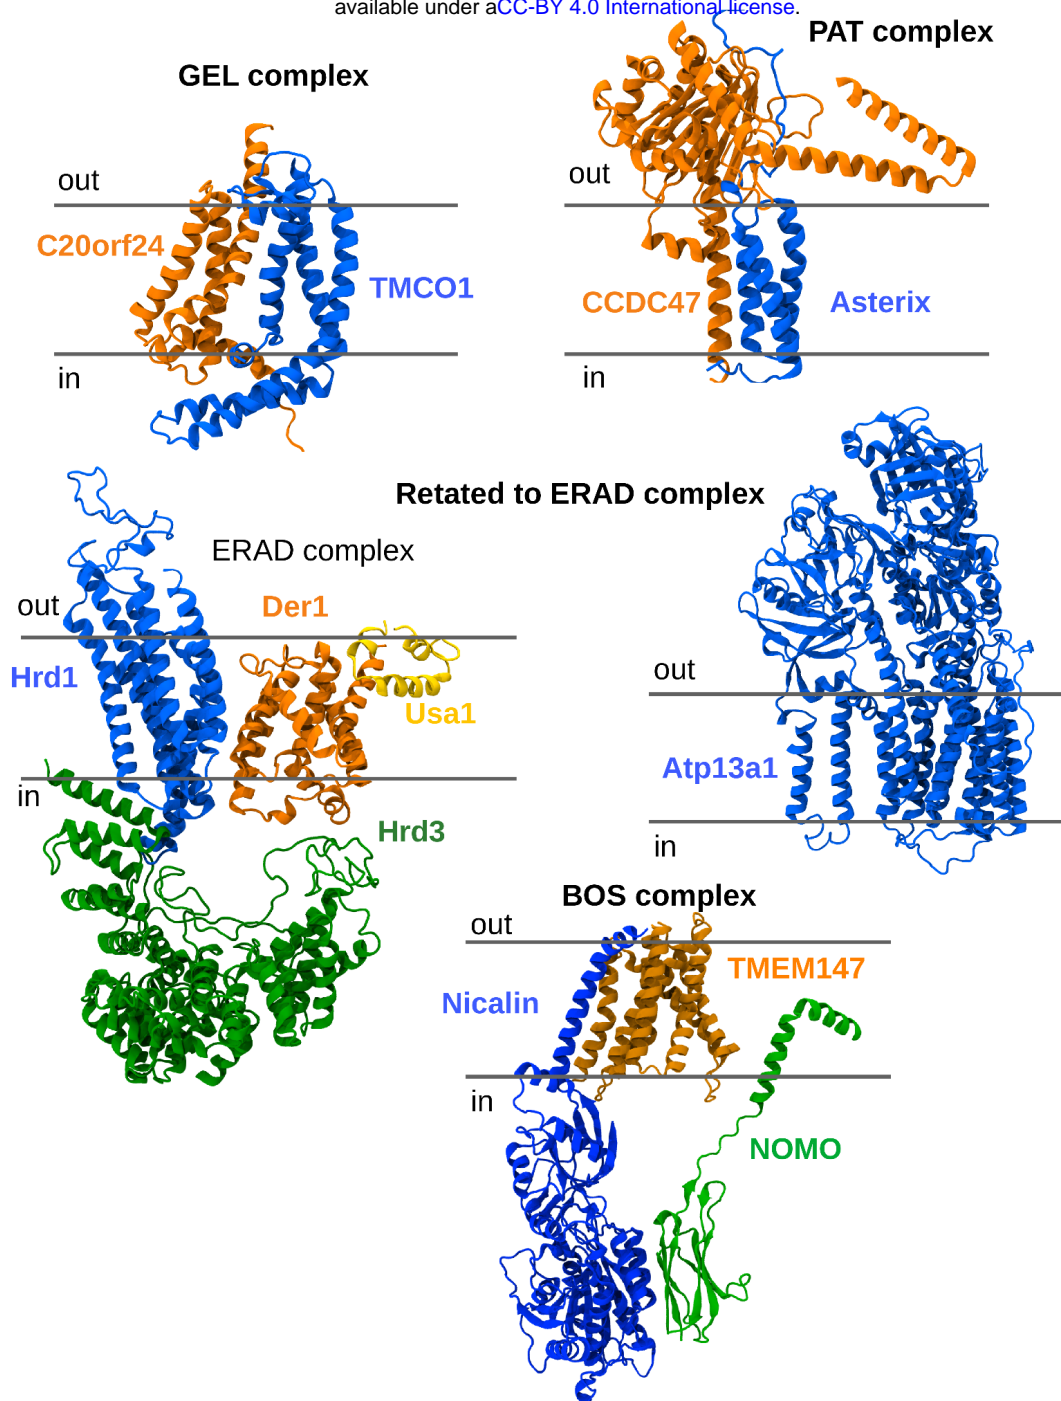 available under aCC-BY 4.0 International license.
PAT complex
GEL complex
out
out
C20orf24
TMCO1
CCDC47
Asterix
in
in
Retated to ERAD complex
ERAD complex
out
Der1
out
Hrd1
Usa1
Atp13a1
in
Hrd3
in
BOS complex
out
TMEM147
Nicalin
in
NOMO